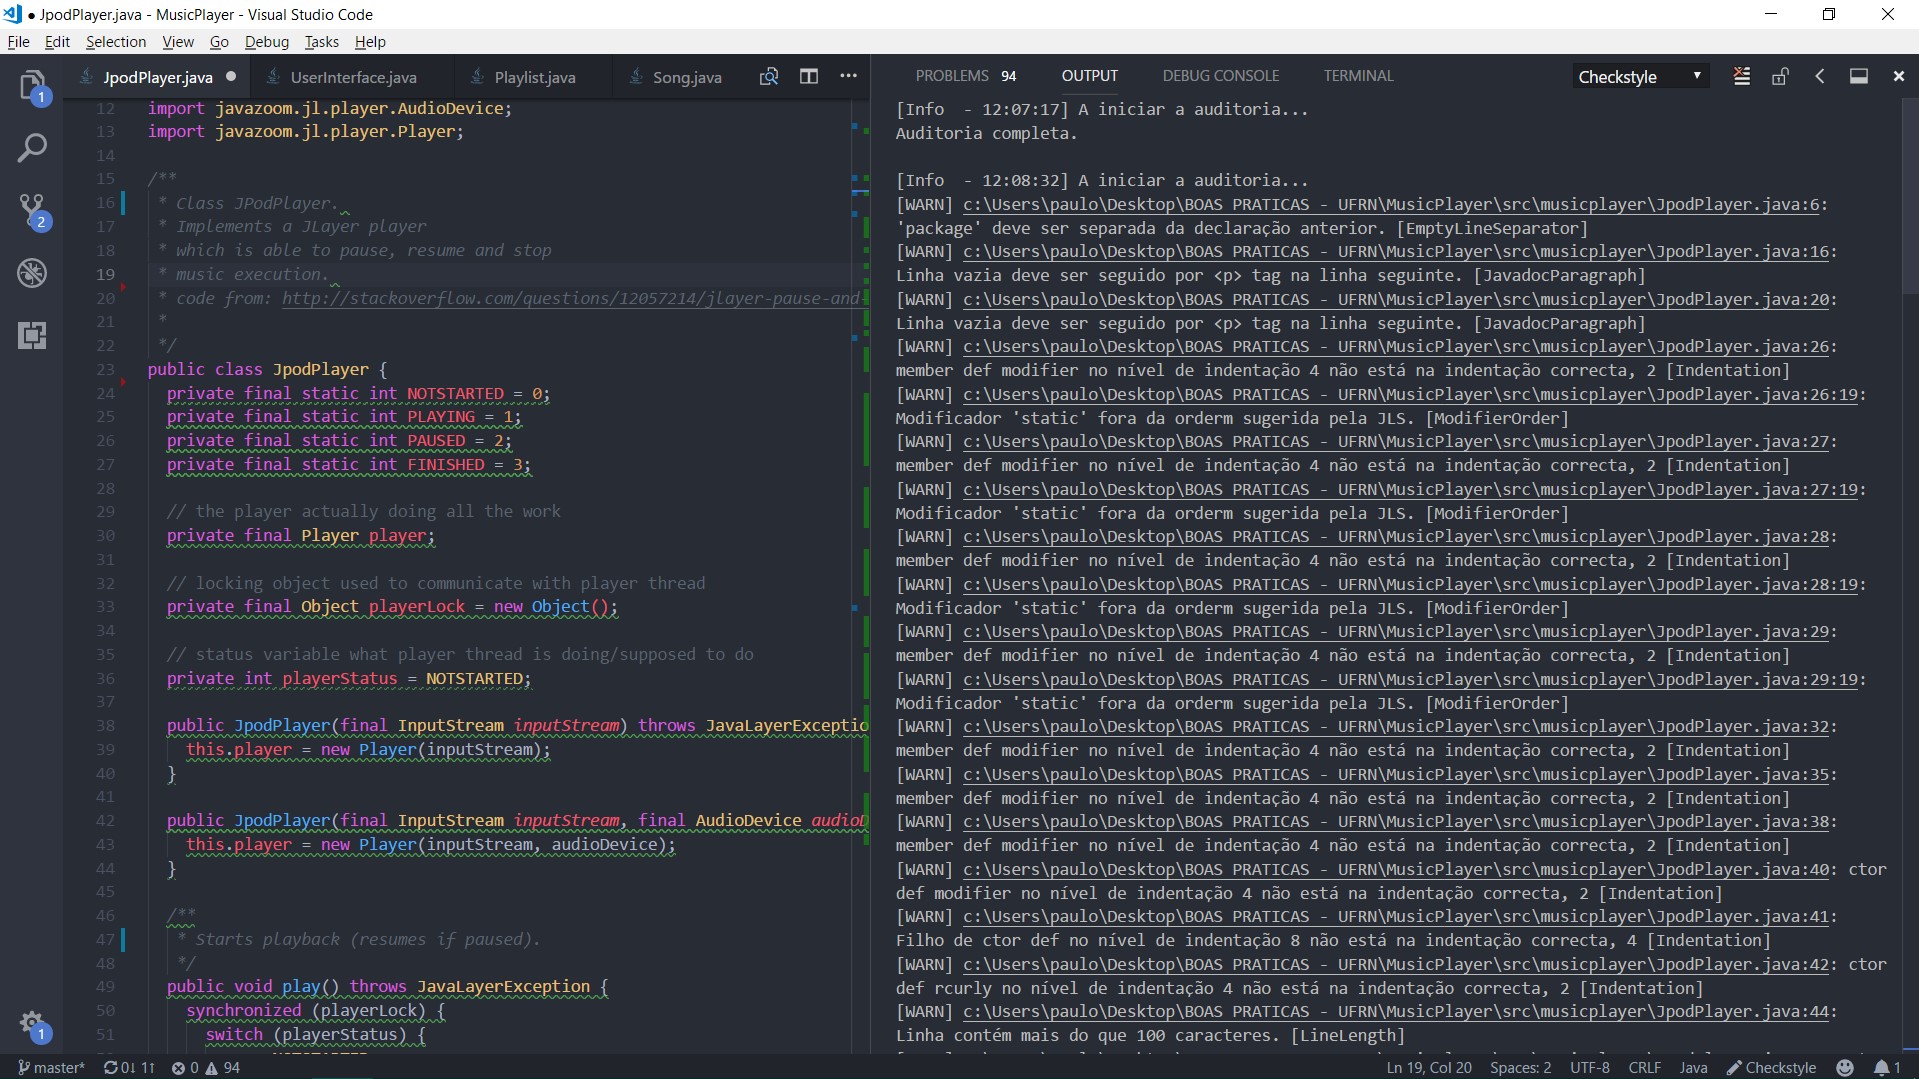 ● JpodPlayer.java - MusicPlayer - Visual Studio Code
File Edit Selection View Go Debug Tasks Help
JpodPlayer.java ● UserInterface.java Playlist.java Song.java ···
12 import javazoom.jl.player.AudioDevice;
13 import javazoom.jl.player.Player;
14
15 /**
16 * Class JPodPlayer.
17 * Implements a JLayer player
18 * which is able to pause, resume and stop
19 * music execution.
20 * code from: http://stackoverflow.com/questions/12057214/jlayer-pause-and-
21 *
22 */
23 public class JpodPlayer {
24 private final static int NOTSTARTED = 0;
25 private final static int PLAYING = 1;
26 private final static int PAUSED = 2;
27 private final static int FINISHED = 3;
28
29 // the player actually doing all the work
30 private final Player player;
31
32 // locking object used to communicate with player thread
33 private final Object playerLock = new Object();
34
35 // status variable what player thread is doing/supposed to do
36 private int playerStatus = NOTSTARTED;
37
38 public JpodPlayer(final InputStream inputStream) throws JavaLayerExceptio
39 this.player = new Player(inputStream);
40 }
41
42 public JpodPlayer(final InputStream inputStream, final AudioDevice audioD
43 this.player = new Player(inputStream, audioDevice);
44 }
45
46 /**
47 * Starts playback (resumes if paused).
48 */
49 public void play() throws JavaLayerException {
50 synchronized (playerLock) {
51 switch (playerStatus) {
PROBLEMS 94 OUTPUT DEBUG CONSOLE TERMINAL Checkstyle
[Info  - 12:07:17] A iniciar a auditoria...
Auditoria completa.
[Info  - 12:08:32] A iniciar a auditoria...
[WARN] c:\Users\paulo\Desktop\BOAS PRATICAS - UFRN\MusicPlayer\src\musicplayer\JpodPlayer.java:6:
'package' deve ser separada da declaração anterior. [EmptyLineSeparator]
[WARN] c:\Users\paulo\Desktop\BOAS PRATICAS - UFRN\MusicPlayer\src\musicplayer\JpodPlayer.java:16:
Linha vazia deve ser seguido por <p> tag na linha seguinte. [JavadocParagraph]
[WARN] c:\Users\paulo\Desktop\BOAS PRATICAS - UFRN\MusicPlayer\src\musicplayer\JpodPlayer.java:20:
Linha vazia deve ser seguido por <p> tag na linha seguinte. [JavadocParagraph]
[WARN] c:\Users\paulo\Desktop\BOAS PRATICAS - UFRN\MusicPlayer\src\musicplayer\JpodPlayer.java:26:
member def modifier no nível de indentação 4 não está na indentação correcta, 2 [Indentation]
[WARN] c:\Users\paulo\Desktop\BOAS PRATICAS - UFRN\MusicPlayer\src\musicplayer\JpodPlayer.java:26:19:
Modificador 'static' fora da orderm sugerida pela JLS. [ModifierOrder]
[WARN] c:\Users\paulo\Desktop\BOAS PRATICAS - UFRN\MusicPlayer\src\musicplayer\JpodPlayer.java:27:
member def modifier no nível de indentação 4 não está na indentação correcta, 2 [Indentation]
[WARN] c:\Users\paulo\Desktop\BOAS PRATICAS - UFRN\MusicPlayer\src\musicplayer\JpodPlayer.java:27:19:
Modificador 'static' fora da orderm sugerida pela JLS. [ModifierOrder]
[WARN] c:\Users\paulo\Desktop\BOAS PRATICAS - UFRN\MusicPlayer\src\musicplayer\JpodPlayer.java:28:
member def modifier no nível de indentação 4 não está na indentação correcta, 2 [Indentation]
[WARN] c:\Users\paulo\Desktop\BOAS PRATICAS - UFRN\MusicPlayer\src\musicplayer\JpodPlayer.java:28:19:
Modificador 'static' fora da orderm sugerida pela JLS. [ModifierOrder]
[WARN] c:\Users\paulo\Desktop\BOAS PRATICAS - UFRN\MusicPlayer\src\musicplayer\JpodPlayer.java:29:
member def modifier no nível de indentação 4 não está na indentação correcta, 2 [Indentation]
[WARN] c:\Users\paulo\Desktop\BOAS PRATICAS - UFRN\MusicPlayer\src\musicplayer\JpodPlayer.java:29:19:
Modificador 'static' fora da orderm sugerida pela JLS. [ModifierOrder]
[WARN] c:\Users\paulo\Desktop\BOAS PRATICAS - UFRN\MusicPlayer\src\musicplayer\JpodPlayer.java:32:
member def modifier no nível de indentação 4 não está na indentação correcta, 2 [Indentation]
[WARN] c:\Users\paulo\Desktop\BOAS PRATICAS - UFRN\MusicPlayer\src\musicplayer\JpodPlayer.java:35:
member def modifier no nível de indentação 4 não está na indentação correcta, 2 [Indentation]
[WARN] c:\Users\paulo\Desktop\BOAS PRATICAS - UFRN\MusicPlayer\src\musicplayer\JpodPlayer.java:38:
member def modifier no nível de indentação 4 não está na indentação correcta, 2 [Indentation]
[WARN] c:\Users\paulo\Desktop\BOAS PRATICAS - UFRN\MusicPlayer\src\musicplayer\JpodPlayer.java:40: ctor
def modifier no nível de indentação 4 não está na indentação correcta, 2 [Indentation]
[WARN] c:\Users\paulo\Desktop\BOAS PRATICAS - UFRN\MusicPlayer\src\musicplayer\JpodPlayer.java:41:
Filho de ctor def no nível de indentação 8 não está na indentação correcta, 4 [Indentation]
[WARN] c:\Users\paulo\Desktop\BOAS PRATICAS - UFRN\MusicPlayer\src\musicplayer\JpodPlayer.java:42: ctor
def rcurly no nível de indentação 4 não está na indentação correcta, 2 [Indentation]
[WARN] c:\Users\paulo\Desktop\BOAS PRATICAS - UFRN\MusicPlayer\src\musicplayer\JpodPlayer.java:44:
Linha contém mais do que 100 caracteres. [LineLength]
1
2
1
master* 0↓ 1↑ 0 94 Ln 19, Col 20 Spaces: 2 UTF-8 CRLF Java Checkstyle 1